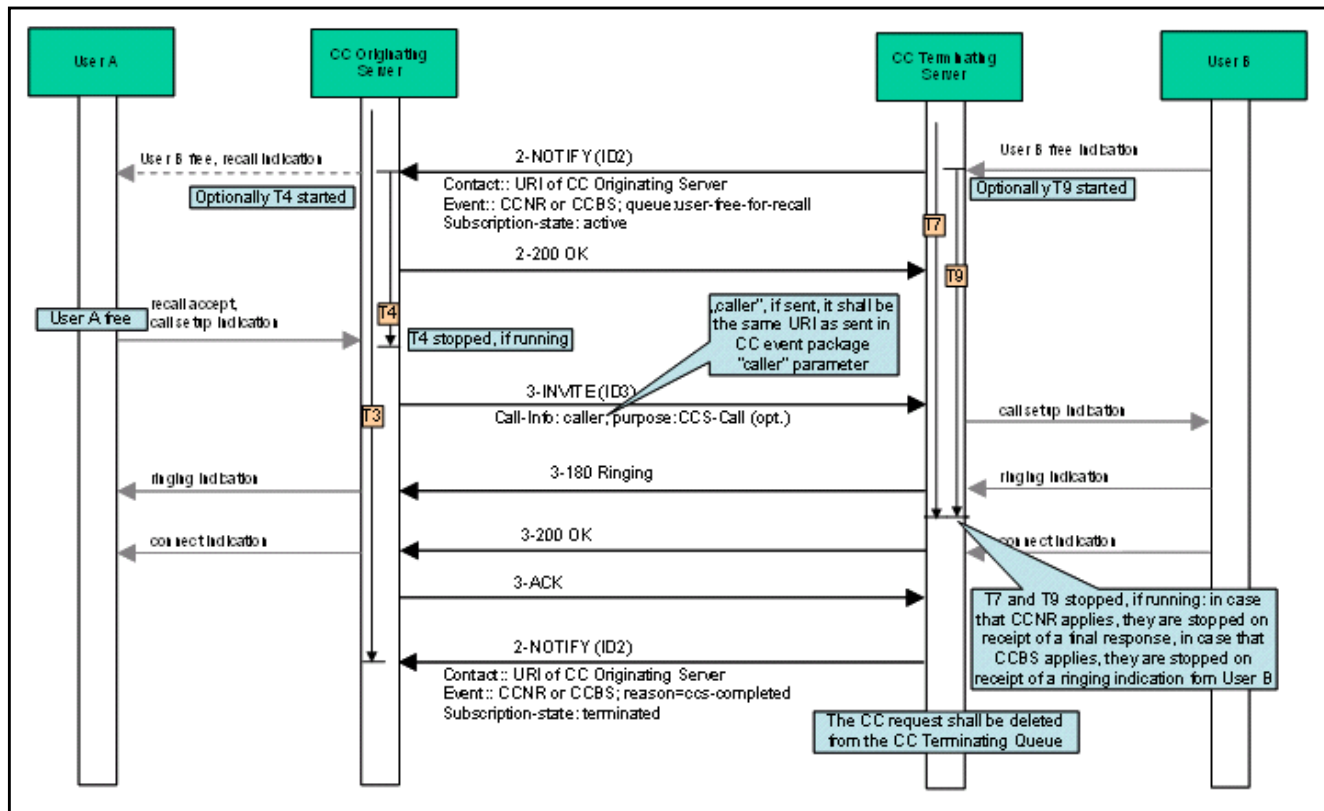 User A
CC Originating
Server
CC Terminating
Server
User B
User B free, recall indication
2-NOTIFY (ID2)
User B free indication
Optionally T4 started
Contact:: URI of CC Originating Server
Event:: CCNR or CCBS; queue:user-free-for-recall
Subscription-state: active
Optionally T9 started
T7
2-200 OK
T9
User A free
recall accept,
call setup indication
T4
T4 stopped, if running
„caller”, if sent, it shall be
the same URI as sent in
CC event package
"caller" parameter
3-INVITE (ID3)
T3
Call-Info: caller; purpose:CCS-Call (opt.)
call setup indication
3-180 Ringing
ringing indication
ringing indication
3-200 OK
connect indication
connect indication
3-ACK
T7 and T9 stopped, if running: in case
that CCNR applies, they are stopped on
receipt of a final response, in case that
CCBS applies, they are stopped on
receipt of a ringing indication fom User B
2-NOTIFY (ID2)
Contact:: URI of CC Originating Server
Event:: CCNR or CCBS; reason=ccs-completed
Subscription-state: terminated
The CC request shall be deleted
from the CC Terminating Queue